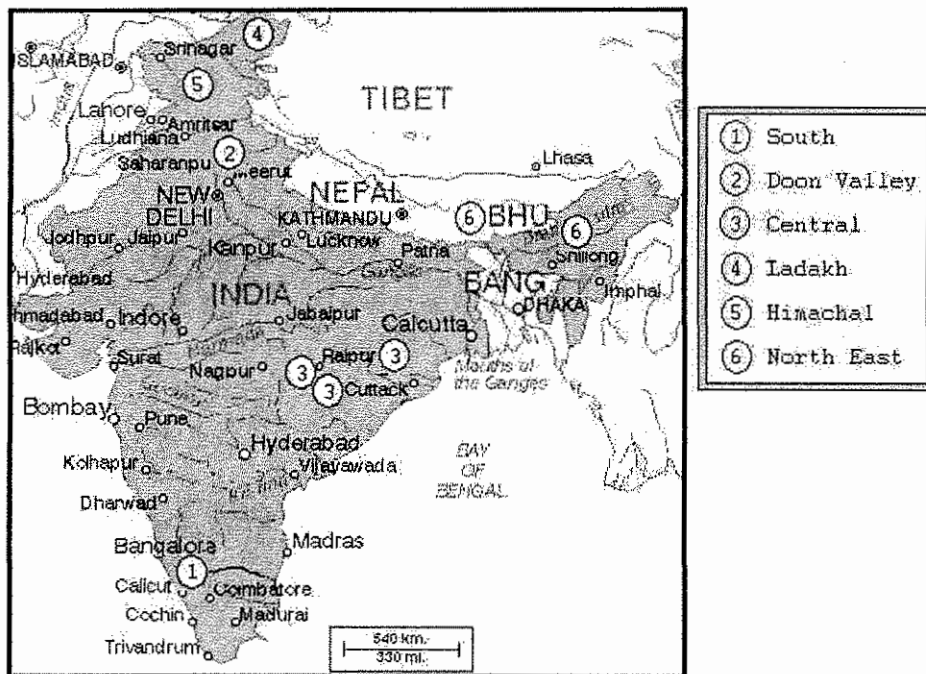 4
Srinagar
ISLAMABAD
5
TIBET
Lahore
Amritsar
Ludhiana
2
Saharanpu
Meerut
Lhasa
NEW
DELHI
NEPAL
KATHMANDU
6
BHU
6
Jodhpur
Jaipur
Kanpur
Lucknow
Patna
Shillong
Hyderabad
INDIA
BANG
Imphal
DHAKA
hmadabad
Indore
Jabalpur
Calcutta
Rajkot
Surat
Nagpur
3
Raipur
3
3
Cuttack
Mouths of
the Ganges
Bombay
Pune
Hyderabad
BAY
OF
BENGAL
Kolhapur
Vijayawada
Dharwad
Bangalora
Madras
1
Calicut
Coimbatore
Cochin
Madurai
Trivandrum
540 km.
330 mi.
1 South
2 Doon Valley
3 Central
4 Ladakh
5 Himachal
6 North East